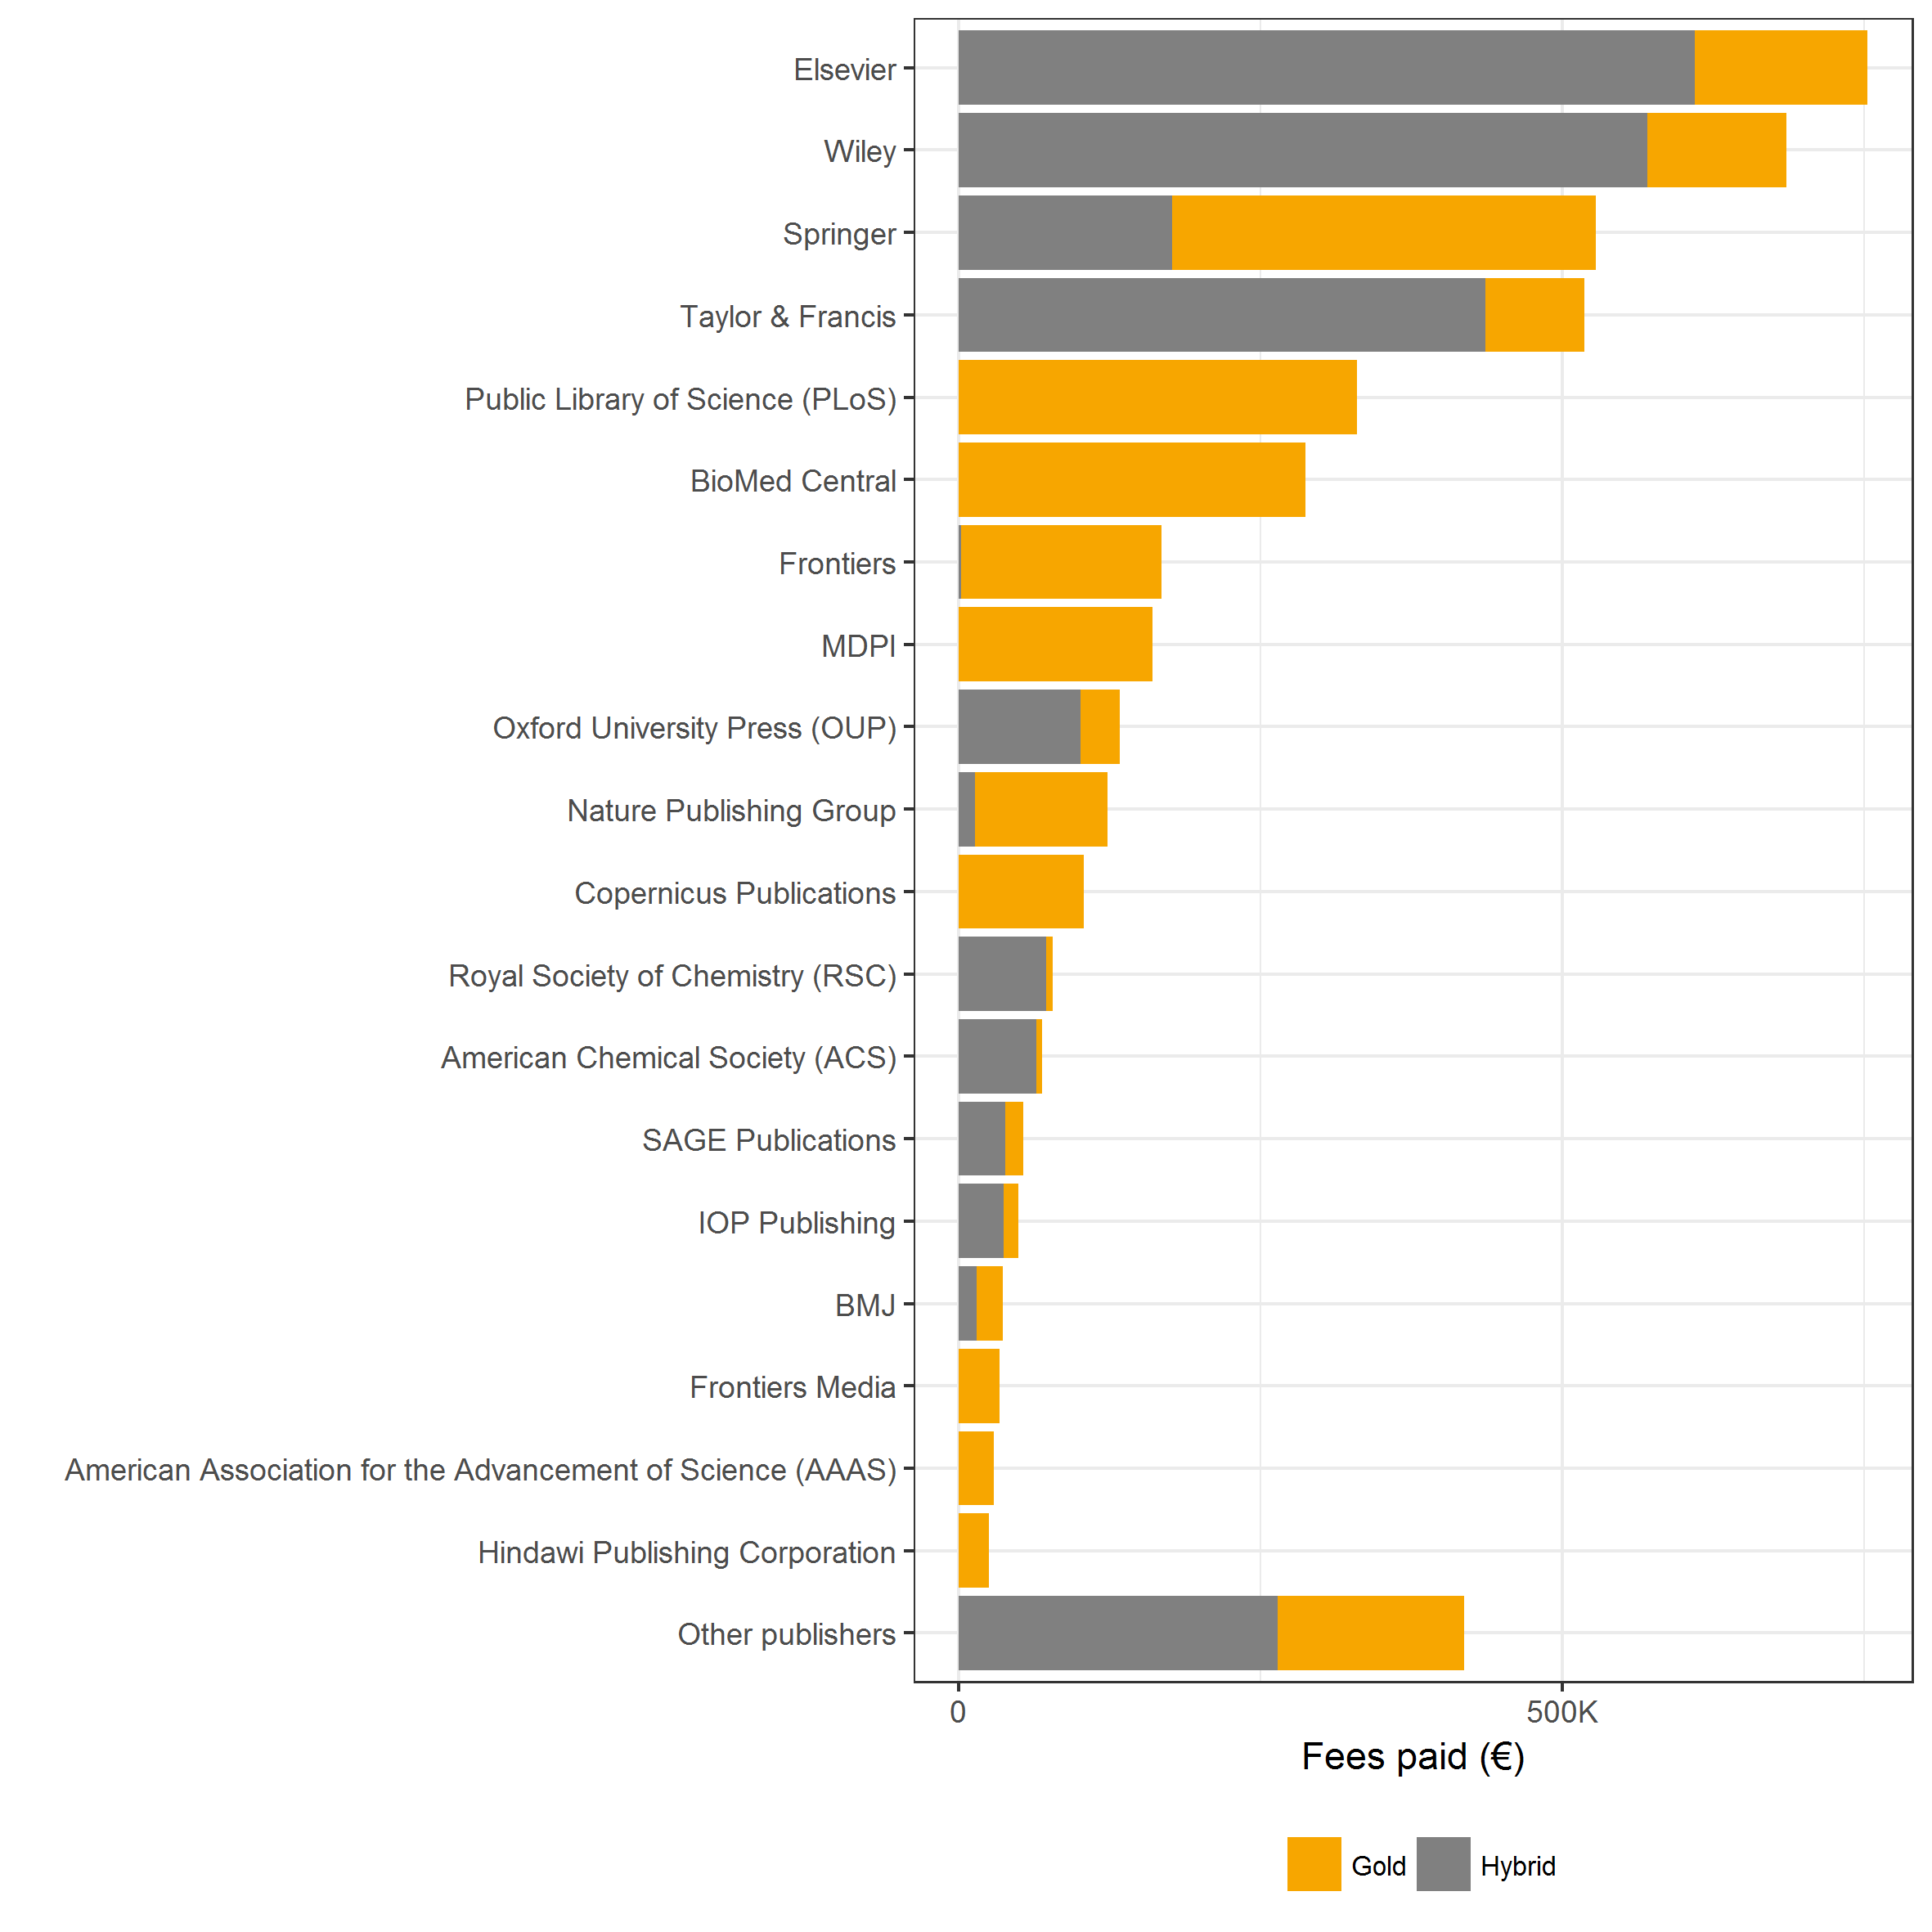 Elsevier
Wiley
Springer
Taylor & Francis
Public Library of Science (PLoS)
BioMed Central
Frontiers
MDPI
Oxford University Press (OUP)
Nature Publishing Group
Copernicus Publications
Royal Society of Chemistry (RSC)
American Chemical Society (ACS)
SAGE Publications
IOP Publishing
BMJ
Frontiers Media
American Association for the Advancement of Science (AAAS)
Hindawi Publishing Corporation
Other publishers
0 500K
Fees paid (€)
Gold Hybrid